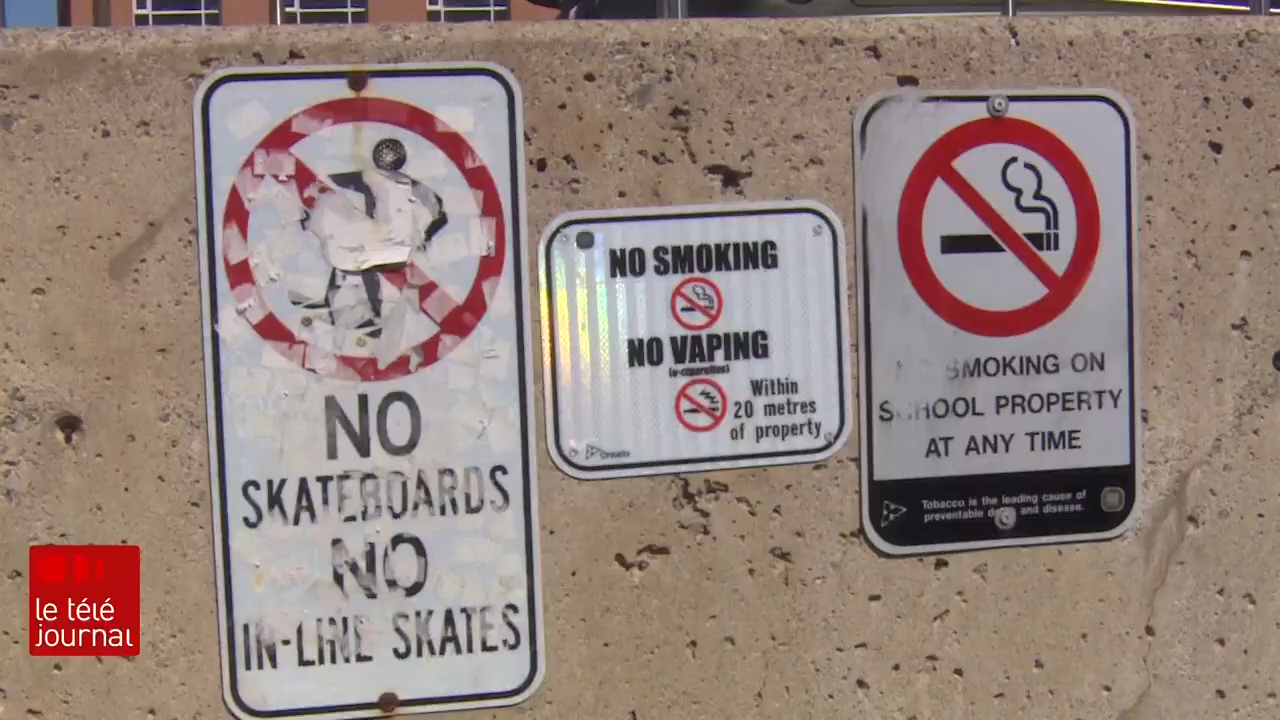 NO
SKATEBOARDS
NO
IN-LINE SKATES
NO SMOKING
NO VAPING
(e-cigarettes)
Within
20 metres
of property
Ontario
NO SMOKING ON
SCHOOL PROPERTY
AT ANY TIME
Tobacco is the leading cause of
preventable and disease.
le télé
journal